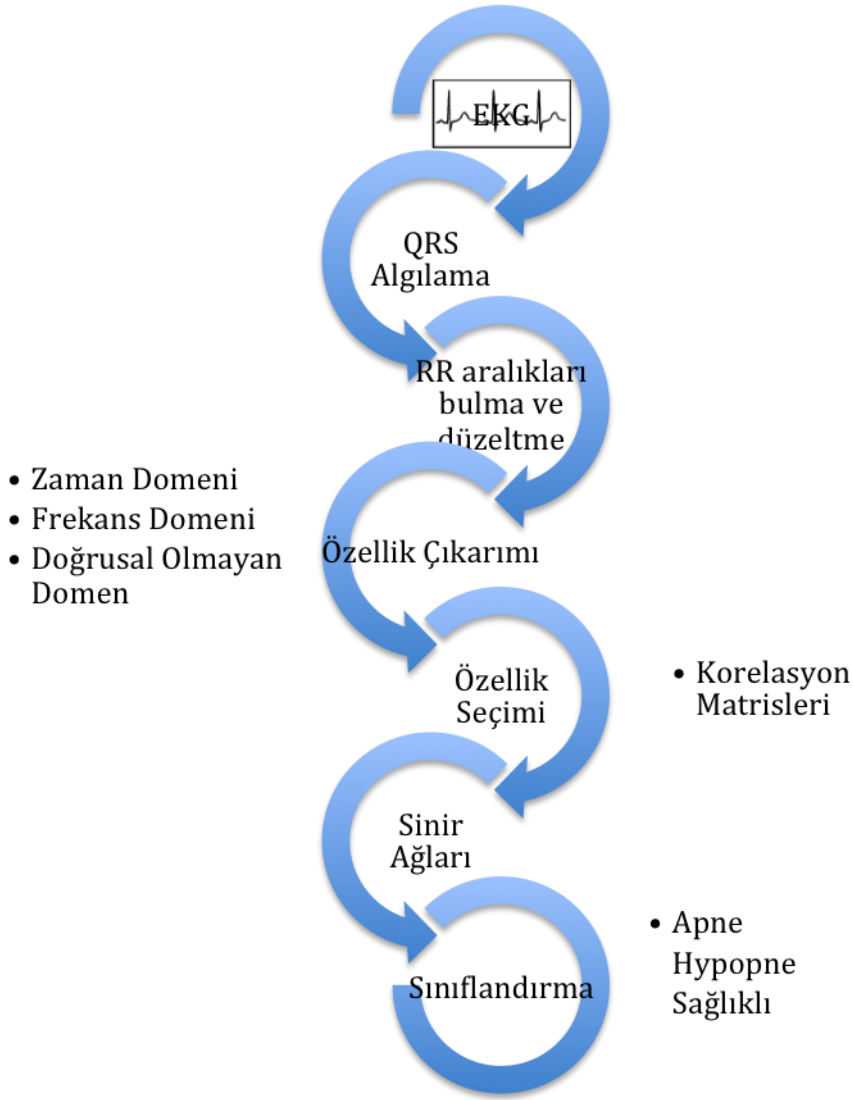 EKG
QRS
Algılama
RR aralıkları
bulma ve
düzeltme
• Zaman Domeni
• Frekans Domeni
• Doğrusal Olmayan
Domen
Özellik Çıkarımı
Özellik
Seçimi
• Korelasyon
Matrisleri
Sinir
Ağları
Sınıflandırma
• Apne
Hypopne
Sağlıklı